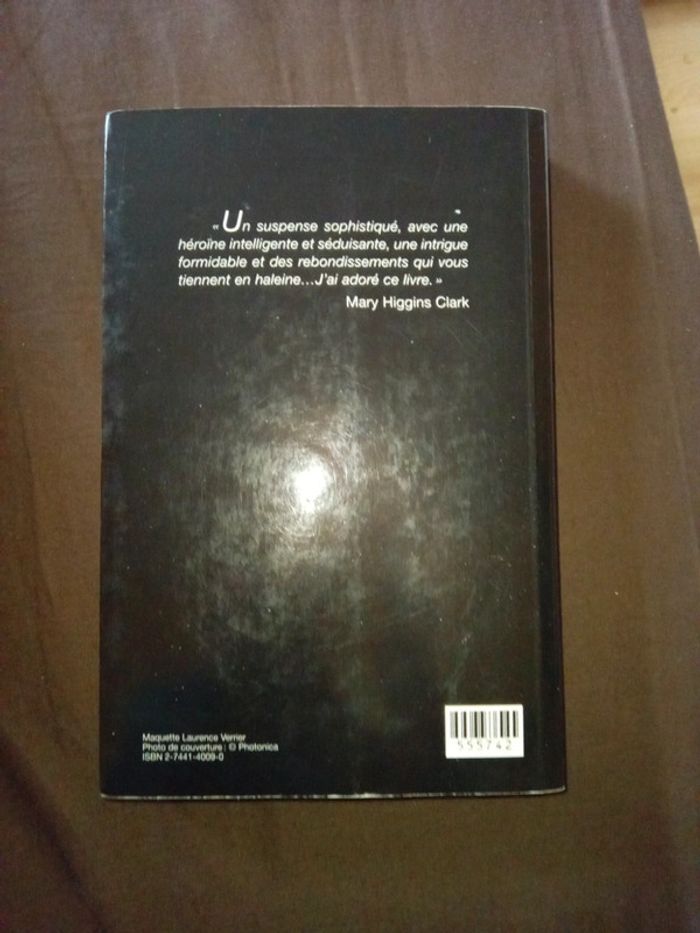 « Un suspense sophistiqué, avec une
héroïne intelligente et séduisante, une intrigue
formidable et des rebondissements qui vous
tiennent en haleine...J'ai adoré ce livre. »
Mary Higgins Clark
Maquette Laurence Verrier
Photo de couverture : © Photonica
ISBN 2-7441-4009-0
555742